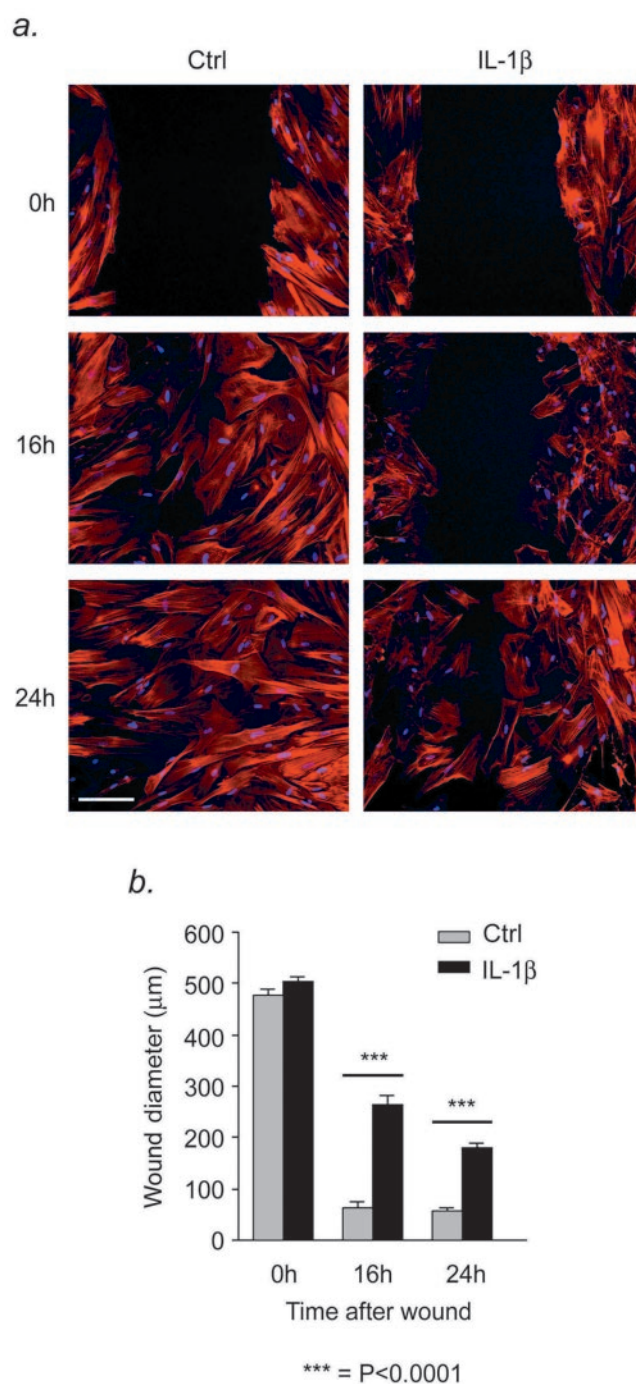 a.
Ctrl IL-1β
0h
16h
24h
b.
Ctrl
IL-1β
600
500
400
300
200
100
0
Wound diameter (μm)
***
***
0h 16h 24h
Time after wound
*** = P<0.0001